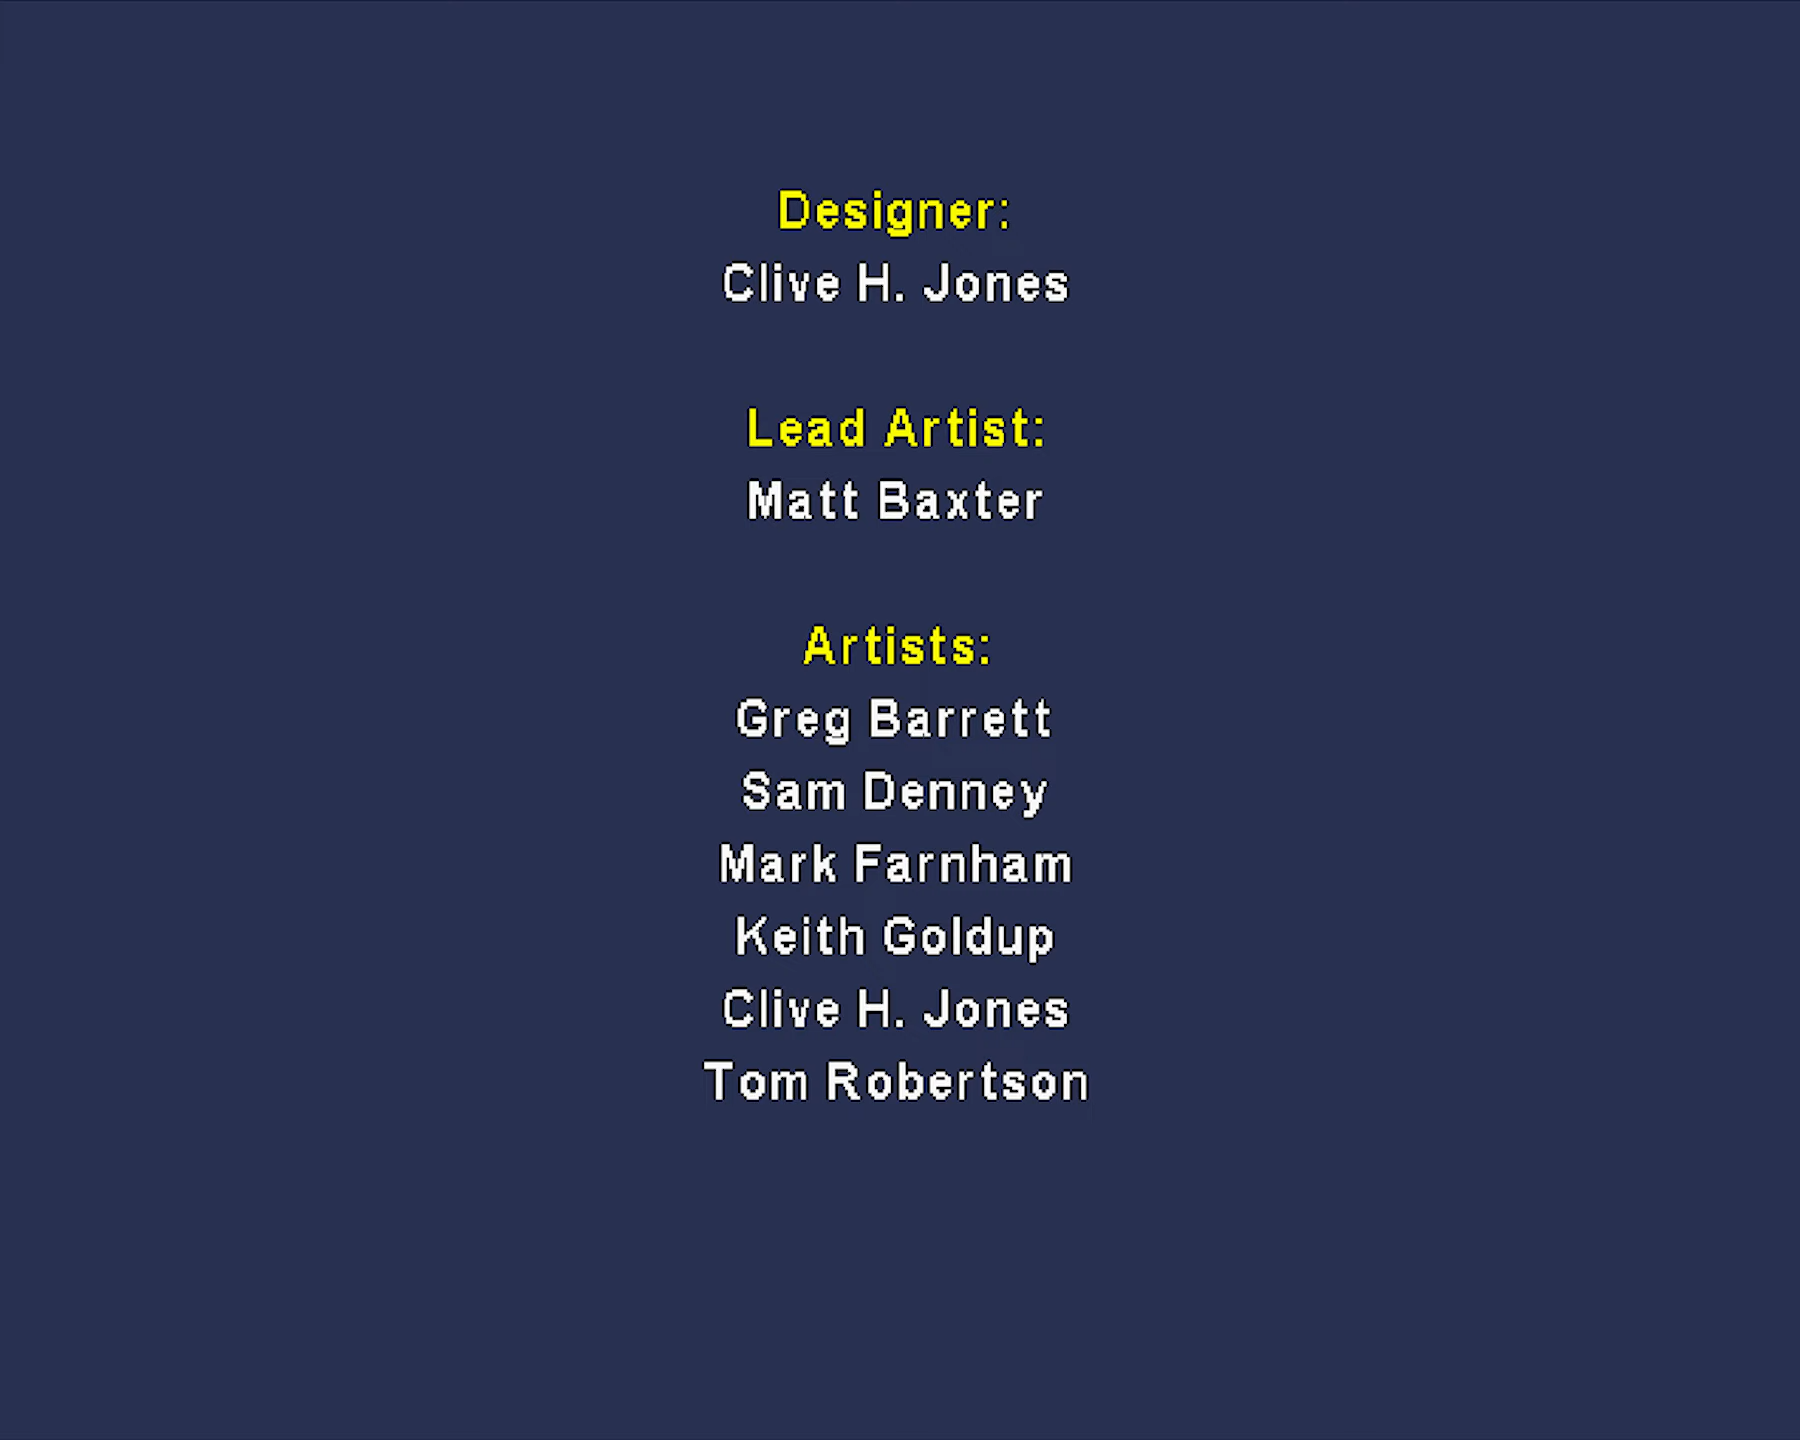 Designer:
Clive H. Jones
Lead Artist:
Matt Baxter
Artists:
Greg Barrett
Sam Denney
Mark Farnham
Keith Goldup
Clive H. Jones
Tom Robertson